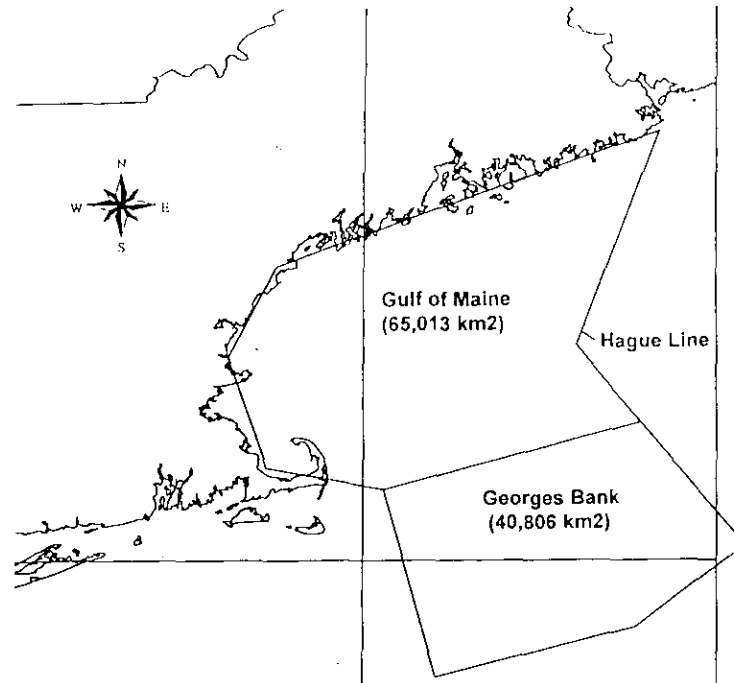 N
W E
S
Gulf of Maine
(65,013 km2)
Hague Line
Georges Bank
(40,806 km2)